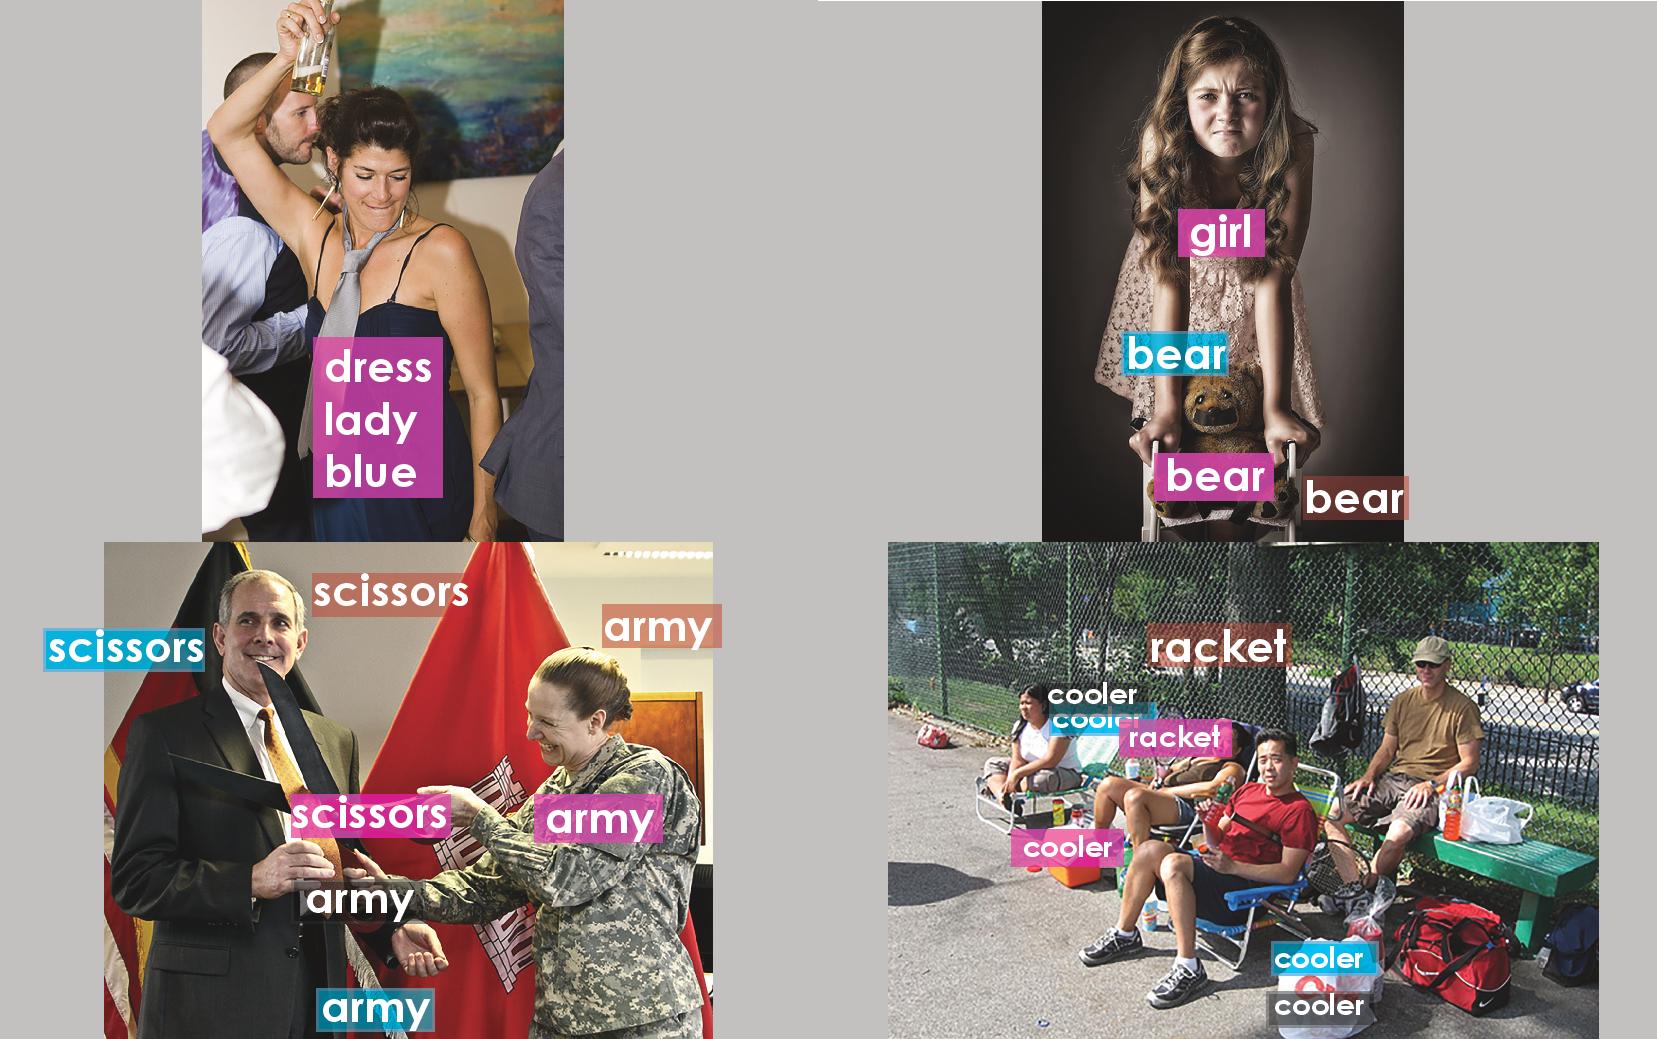 dress
lady
blue
girl
bear
bear
bear
scissors
army
scissors
scissors
army
army
army
racket
cooler
cooler
racket
cooler
cooler
cooler